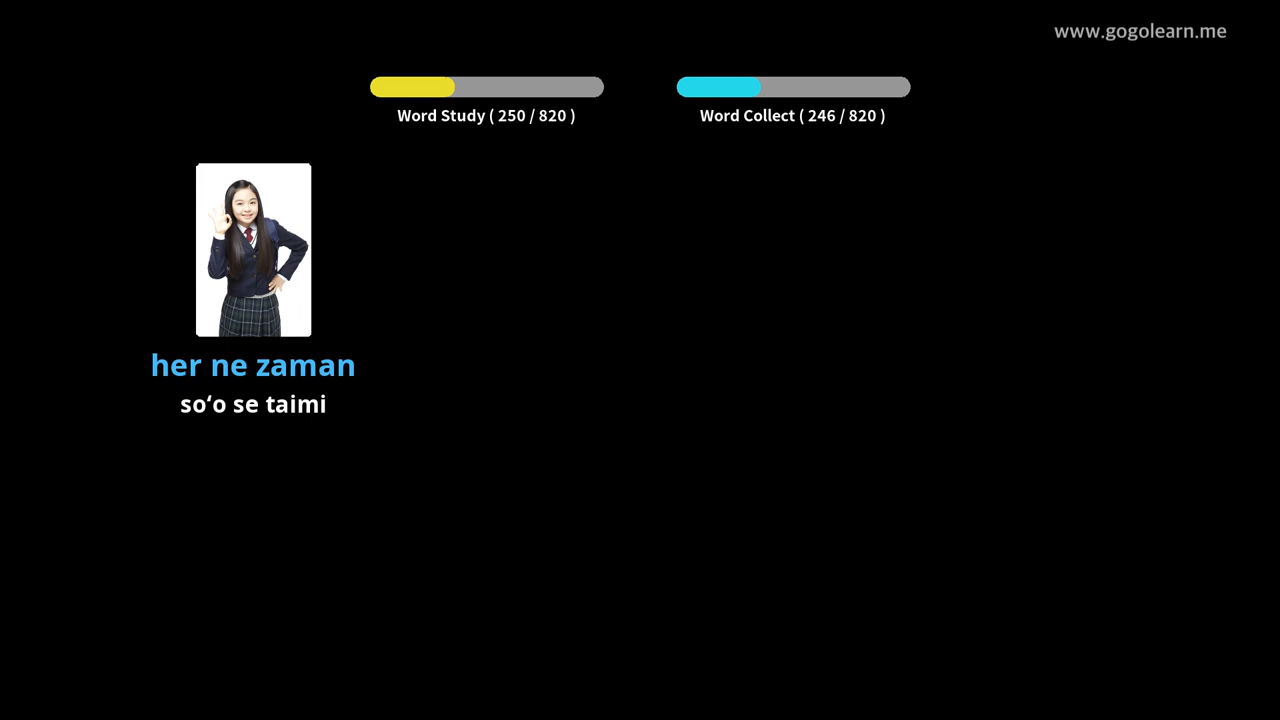 www.gogolearn.me
Word Study ( 250 / 820 )
Word Collect ( 246 / 820 )
her ne zaman
so‘o se taimi